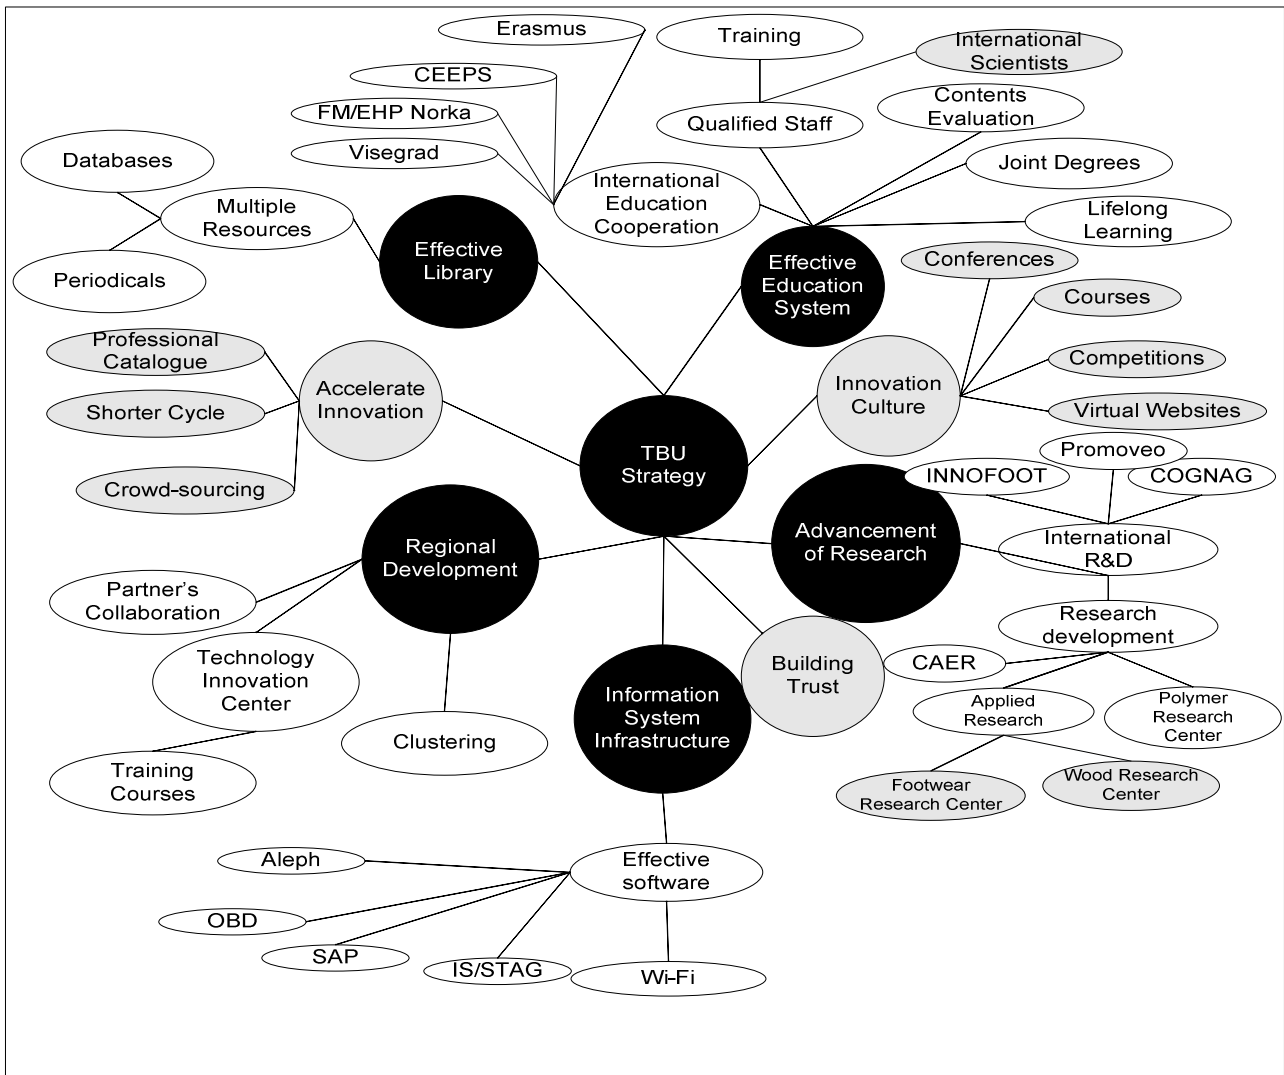 Erasmus
Training
International
Scientists
CEEPS
Contents
Evaluation
FM/EHP Norka
Qualified Staff
Visegrad
Databases
Joint Degrees
International
Education
Cooperation
Multiple
Resources
Lifelong
Learning
Effective
Library
Effective
Education
System
Conferences
Periodicals
Courses
Professional
Catalogue
Competitions
Accelerate
Innovation
Innovation
Culture
Shorter Cycle
Virtual Websites
TBU
Strategy
Promoveo
INNOFOOT
COGNAG
Crowd-sourcing
Advancement
of Research
International
R&D
Regional
Development
Partner's
Collaboration
Research
development
Technology
Innovation
Center
Building
Trust
CAER
Information
System
Infrastructure
Applied
Research
Polymer
Research
Center
Clustering
Training
Courses
Footwear
Research Center
Wood Research
Center
Aleph
Effective
software
OBD
SAP
IS/STAG
Wi-Fi